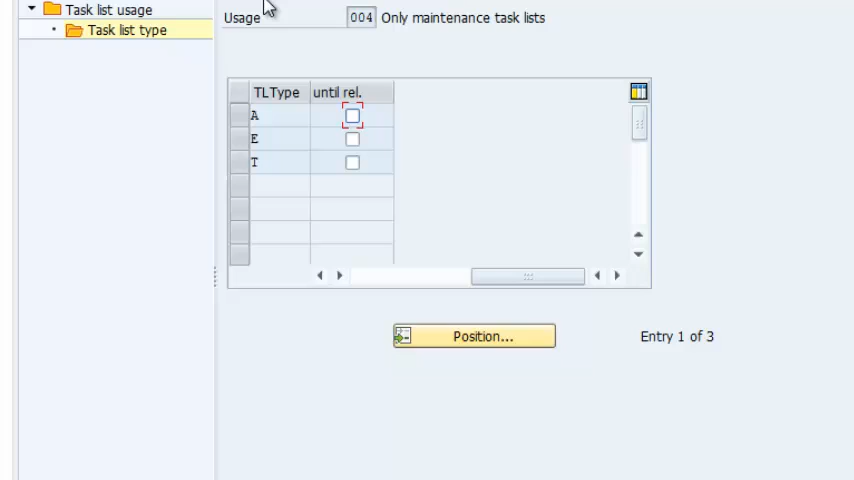 Task list usage
Task list type
Usage 004 Only maintenance task lists
TLType until rel.
A
E
T
Position...
Entry 1 of 3